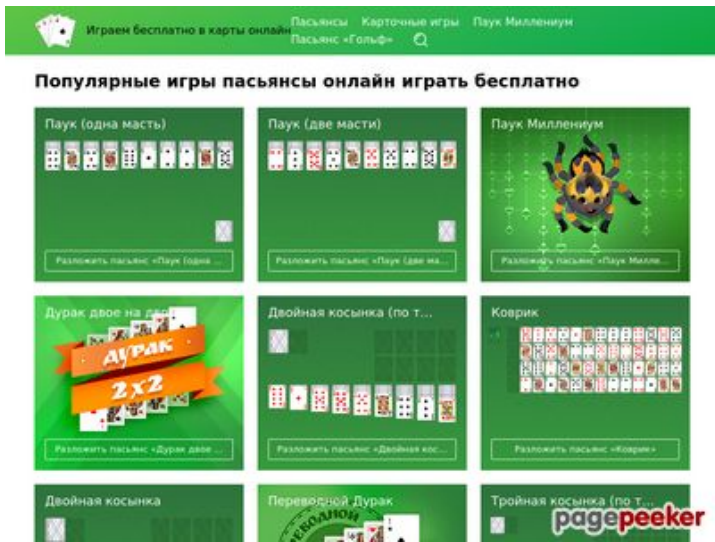 Играем бесплатно в карты онлайн
Пасьянсы Карточные игры Паук Миллениум
Пасьянс «Гольф»
Популярные игры пасьянсы онлайн играть бесплатно
Паук (одна масть)
Паук (две масти)
Паук Миллениум
Разложить пасьянс «Паук (одна ...
Разложить пасьянс «Паук (две ма...
Разложить пасьянс «Паук Милле...
Дурак двое на двое
Двойная косынка (по т...
Коврик
ДУРАК
2x2
Разложить пасьянс «Дурак двое ...
Разложить пасьянс «Двойная кос...
Разложить пасьянс «Коврик»
Двойная косынка
Переводной Дурак
Тройная косынка (по т...
pagepeeker